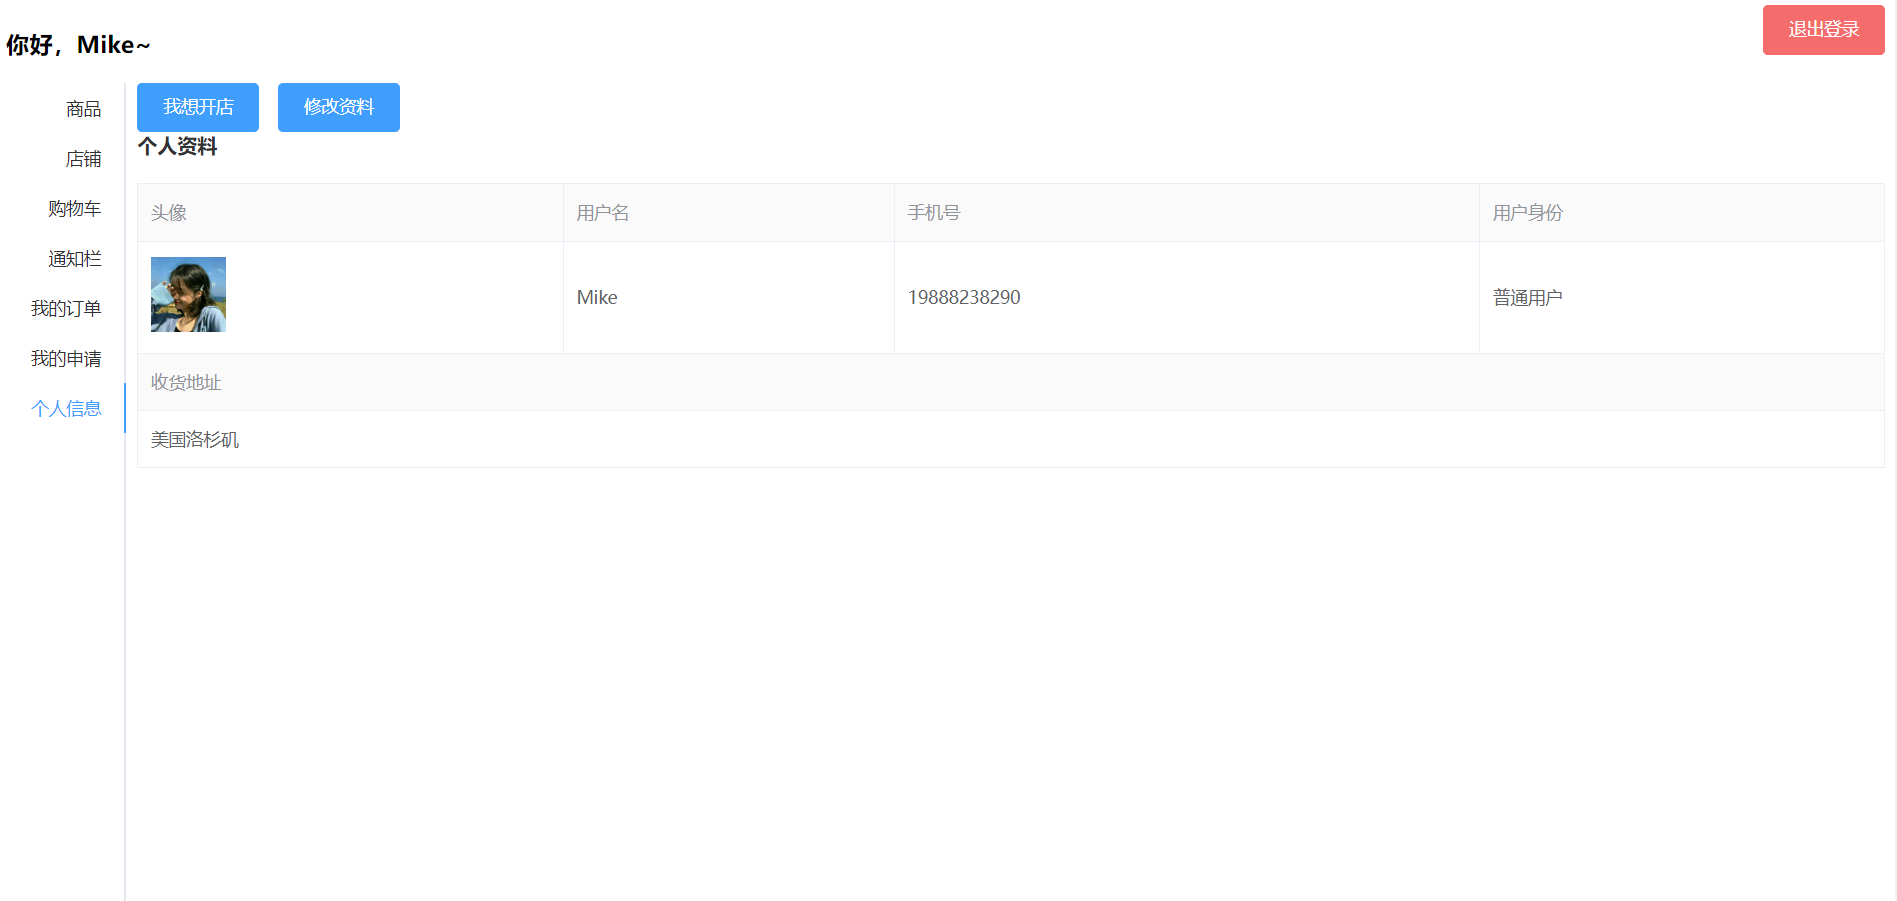 你好，Mike~
退出登录
商品
店铺
购物车
通知栏
我的订单
我的申请
个人信息
我想开店 修改资料
个人资料
头像 用户名 手机号 用户身份
Mike 19888238290 普通用户
收货地址
美国洛杉矶